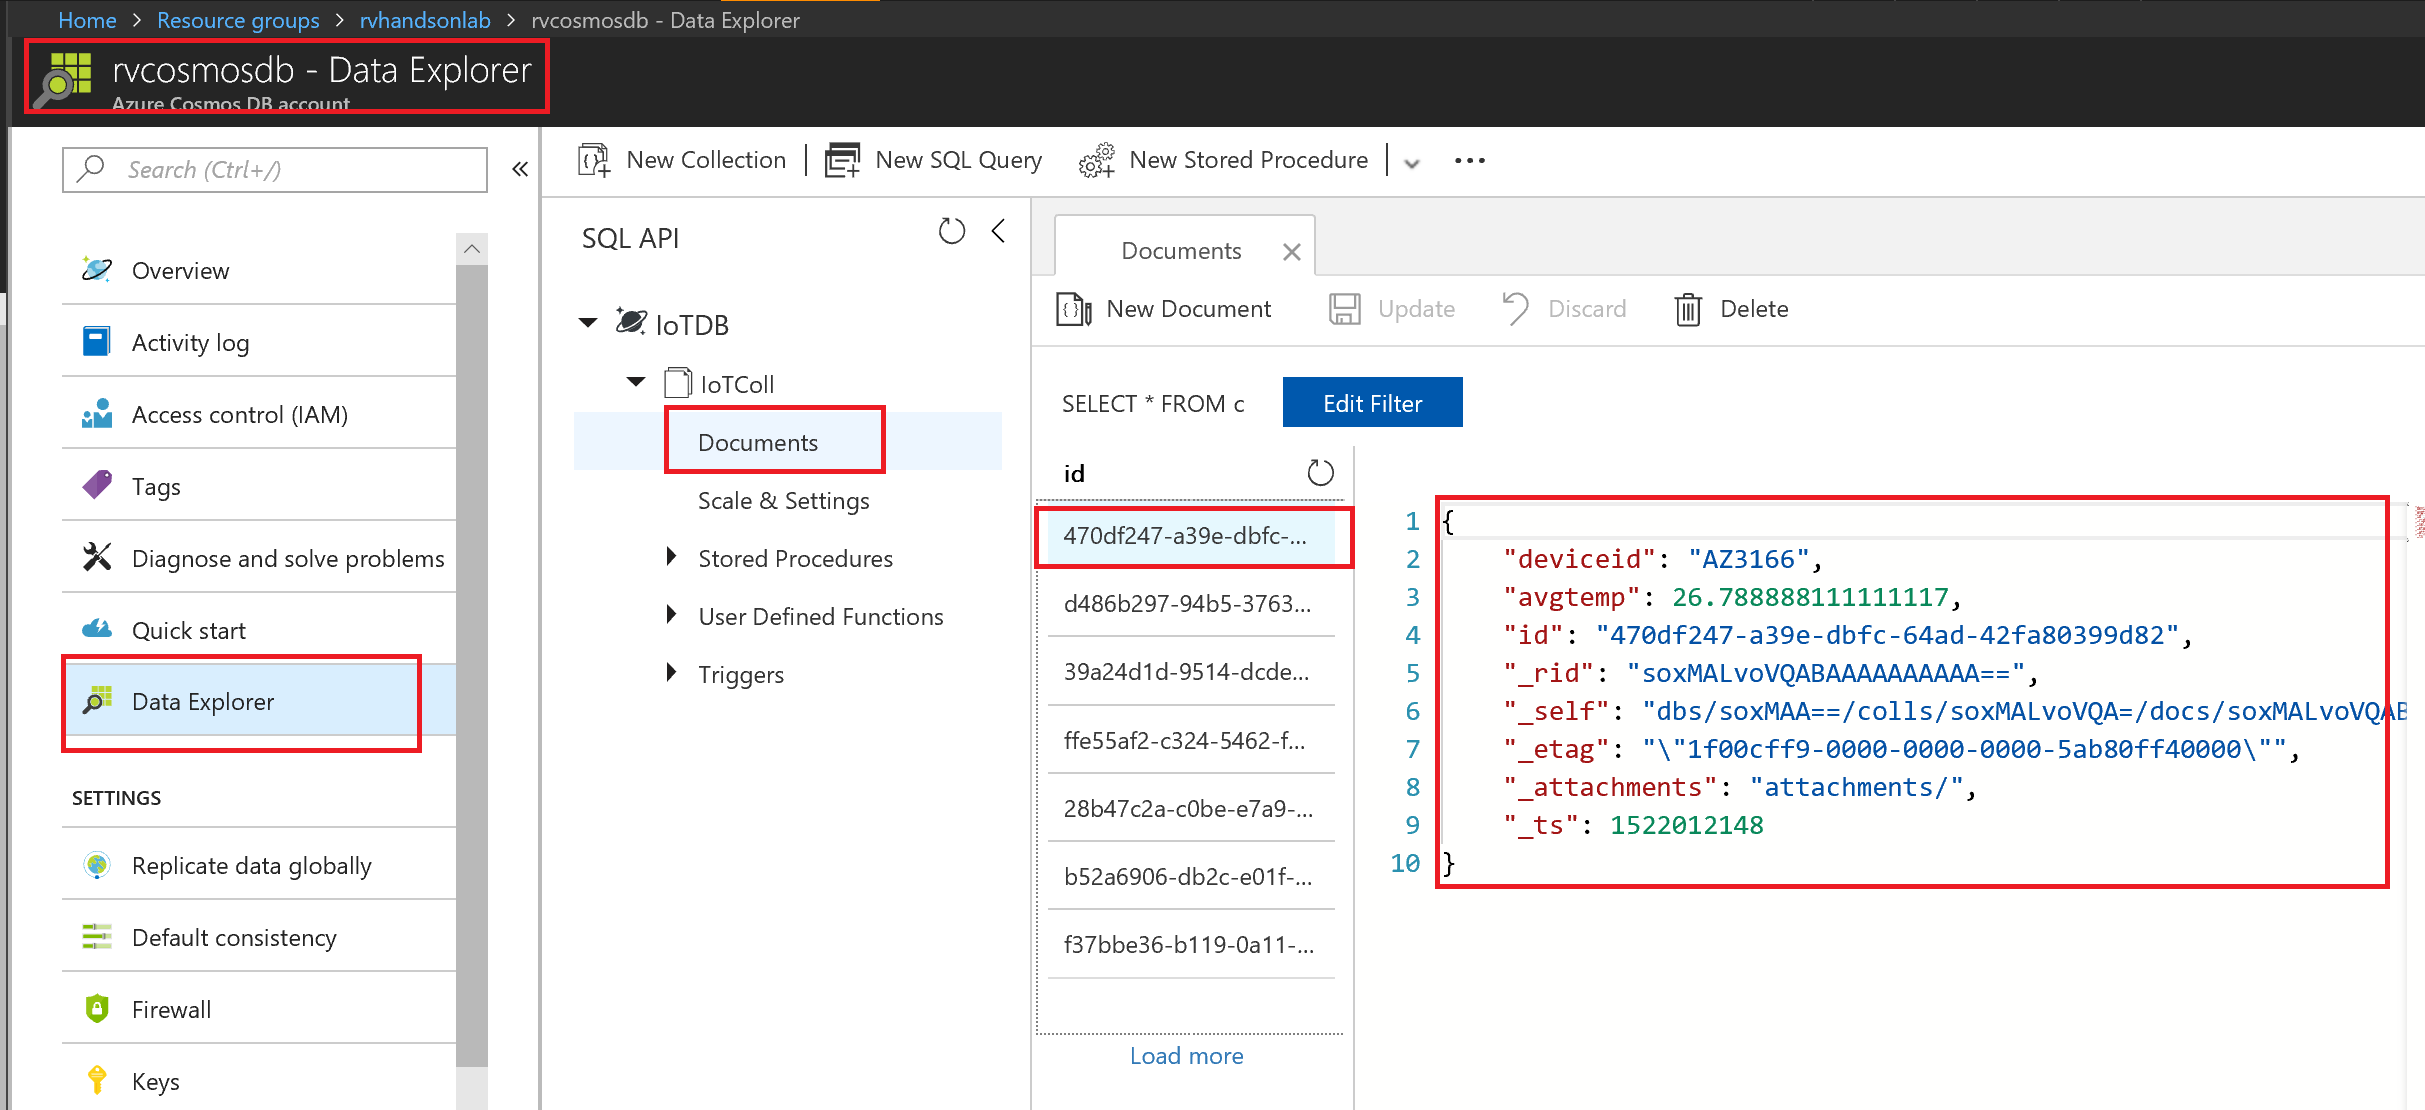 Home > Resource groups > rvhandsonlab > rvcosmosdb - Data Explorer
rvcosmosdb - Data Explorer
Azure Cosmos DB account
Search (Ctrl+/)
«
Overview
Activity log
Access control (IAM)
Tags
Diagnose and solve problems
Quick start
Data Explorer
SETTINGS
Replicate data globally
Default consistency
Firewall
Keys
New Collection
New SQL Query
New Stored Procedure
SQL API
IoTDB
IoTColl
Documents
Scale & Settings
Stored Procedures
User Defined Functions
Triggers
Documents
New Document
Update
Discard
Delete
SELECT * FROM c
Edit Filter
id
470df247-a39e-dbfc-...
d486b297-94b5-3763...
39a24d1d-9514-dcde...
ffe55af2-c324-5462-f...
28b47c2a-c0be-e7a9-...
b52a6906-db2c-e01f-...
f37bbe36-b119-0a11-...
Load more
1 {
2 "deviceid": "AZ3166",
3 "avgtemp": 26.788888111111117,
4 "id": "470df247-a39e-dbfc-64ad-42fa80399d82",
5 "_rid": "soxMALvoVQABAAAAAAAAAA==",
6 "_self": "dbs/soxMAA==/colls/soxMALvoVQA=/docs/soxMALvoVQAB
7 "_etag": "\"1f00cff9-0000-0000-0000-5ab80ff40000\"",
8 "_attachments": "attachments/",
9 "_ts": 1522012148
10 }